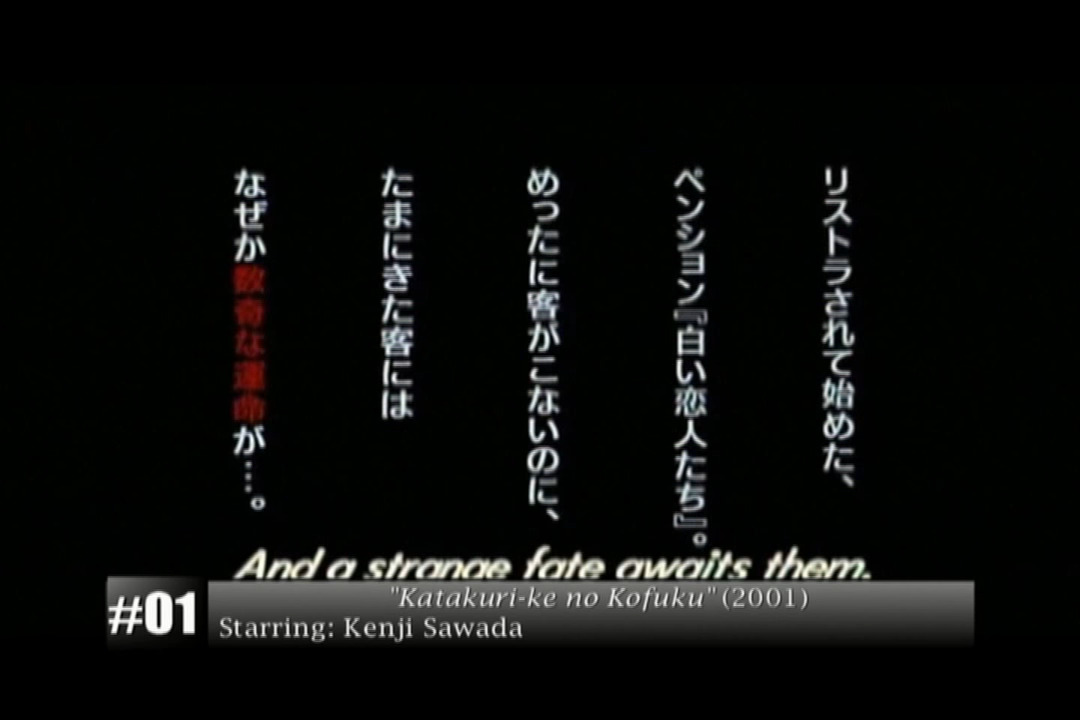 リストラされて始めた、
ペンション『白い恋人たち』。
めったに客がこないのに、
たまにきた客には
なぜか数奇な運命が…。
And a strange fate awaits them.
#01
"Katakuri-ke no Kofuku" (2001)
Starring: Kenji Sawada